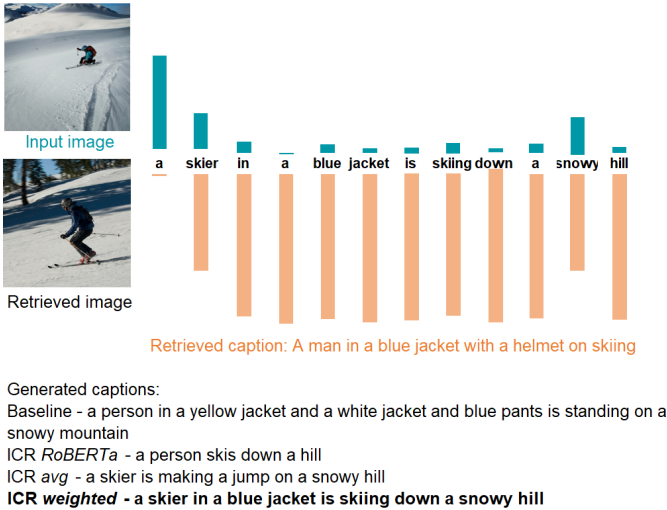 Input image
a skier in a blue jacket is skiing down a snowy hill
Retrieved image
Retrieved caption: A man in a blue jacket with a helmet on skiing
Generated captions:
Baseline - a person in a yellow jacket and a white jacket and blue pants is standing on a
snowy mountain
ICR RoBERTa - a person skis down a hill
ICR avg - a skier is making a jump on a snowy hill
ICR weighted - a skier in a blue jacket is skiing down a snowy hill